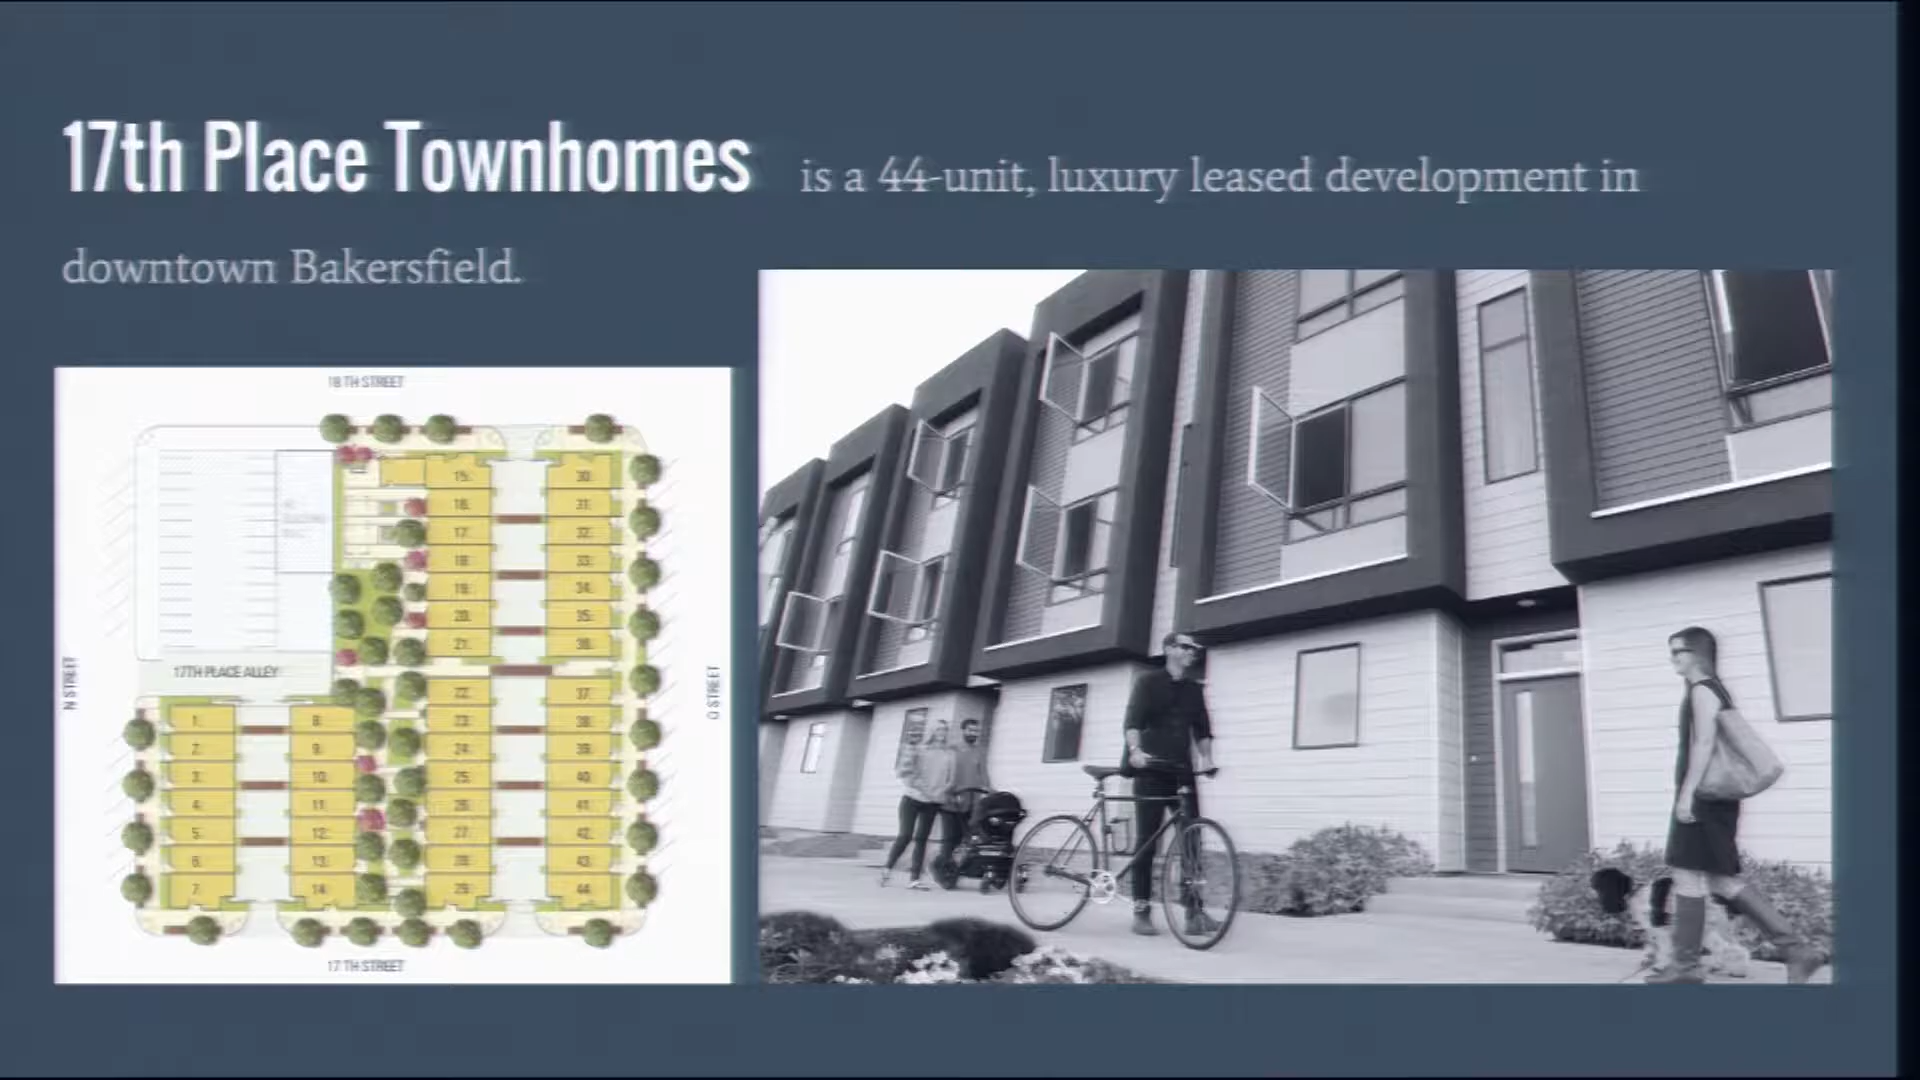 17th Place Townhomes is a 44-unit, luxury leased development in
downtown Bakersfield.
18 TH STREET
15. 30.
16. 31.
17. 32.
18. 33.
19. 34.
20. 35.
21. 36.
17TH PLACE ALLEY
N STREET
O STREET
22. 37.
1. 8. 23. 38.
2. 9. 24. 39.
3. 10. 25. 40.
4. 11. 26. 41.
5. 12. 27. 42.
6. 13. 28. 43.
7. 14. 29. 44.
17 TH STREET